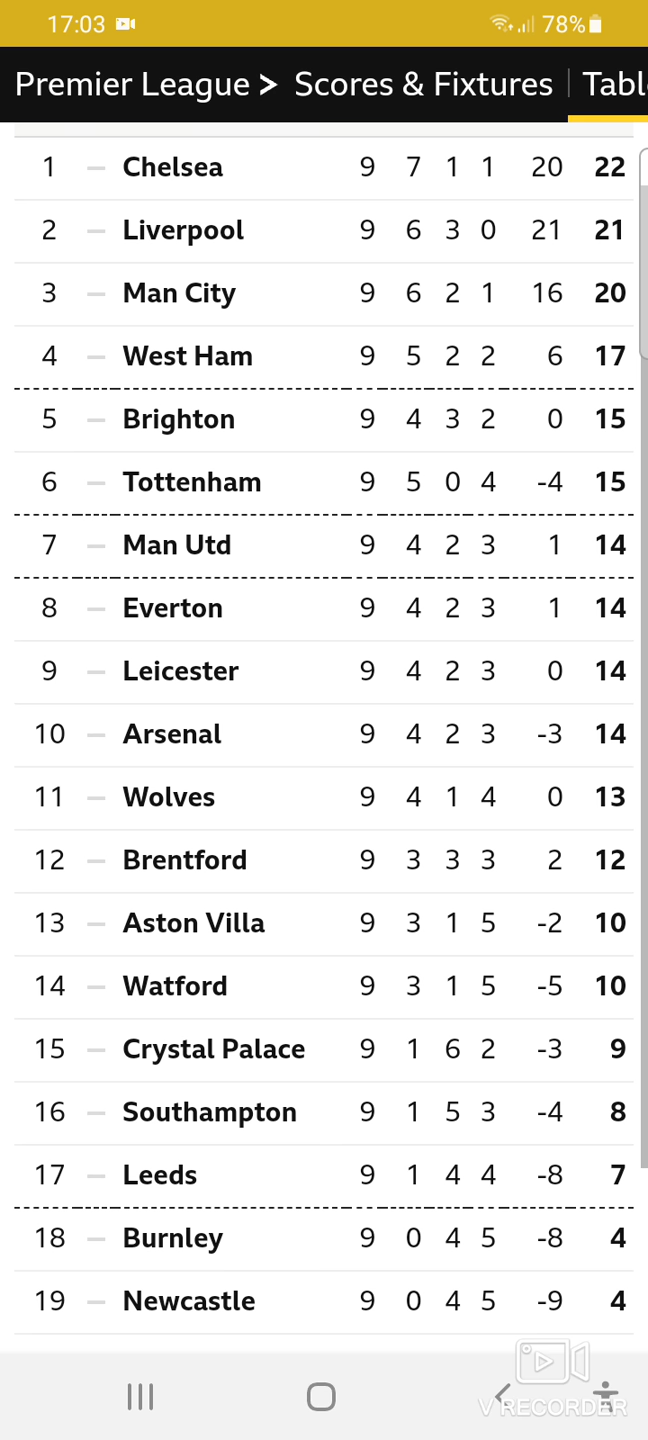 17:03 78%
Premier League > Scores & Fixtures Tabl
1 – Chelsea 9 7 1 1 20 22
2 – Liverpool 9 6 3 0 21 21
3 – Man City 9 6 2 1 16 20
4 – West Ham 9 5 2 2 6 17
5 – Brighton 9 4 3 2 0 15
6 – Tottenham 9 5 0 4 -4 15
7 – Man Utd 9 4 2 3 1 14
8 – Everton 9 4 2 3 1 14
9 – Leicester 9 4 2 3 0 14
10 – Arsenal 9 4 2 3 -3 14
11 – Wolves 9 4 1 4 0 13
12 – Brentford 9 3 3 3 2 12
13 – Aston Villa 9 3 1 5 -2 10
14 – Watford 9 3 1 5 -5 10
15 – Crystal Palace 9 1 6 2 -3 9
16 – Southampton 9 1 5 3 -4 8
17 – Leeds 9 1 4 4 -8 7
18 – Burnley 9 0 4 5 -8 4
19 – Newcastle 9 0 4 5 -9 4
V RECORDER